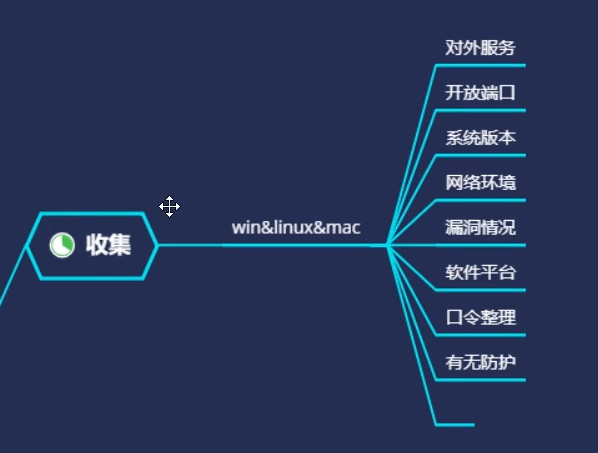 对外服务
开放端口
系统版本
网络环境
收集
win&linux&mac
漏洞情况
软件平台
口令整理
有无防护